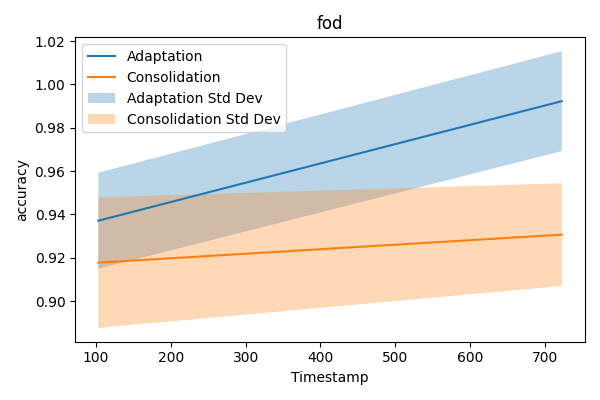 fod
1.02
1.00
0.98
0.96
0.94
0.92
0.90
accuracy
Adaptation
Consolidation
Adaptation Std Dev
Consolidation Std Dev
100 200 300 400 500 600 700
Timestamp